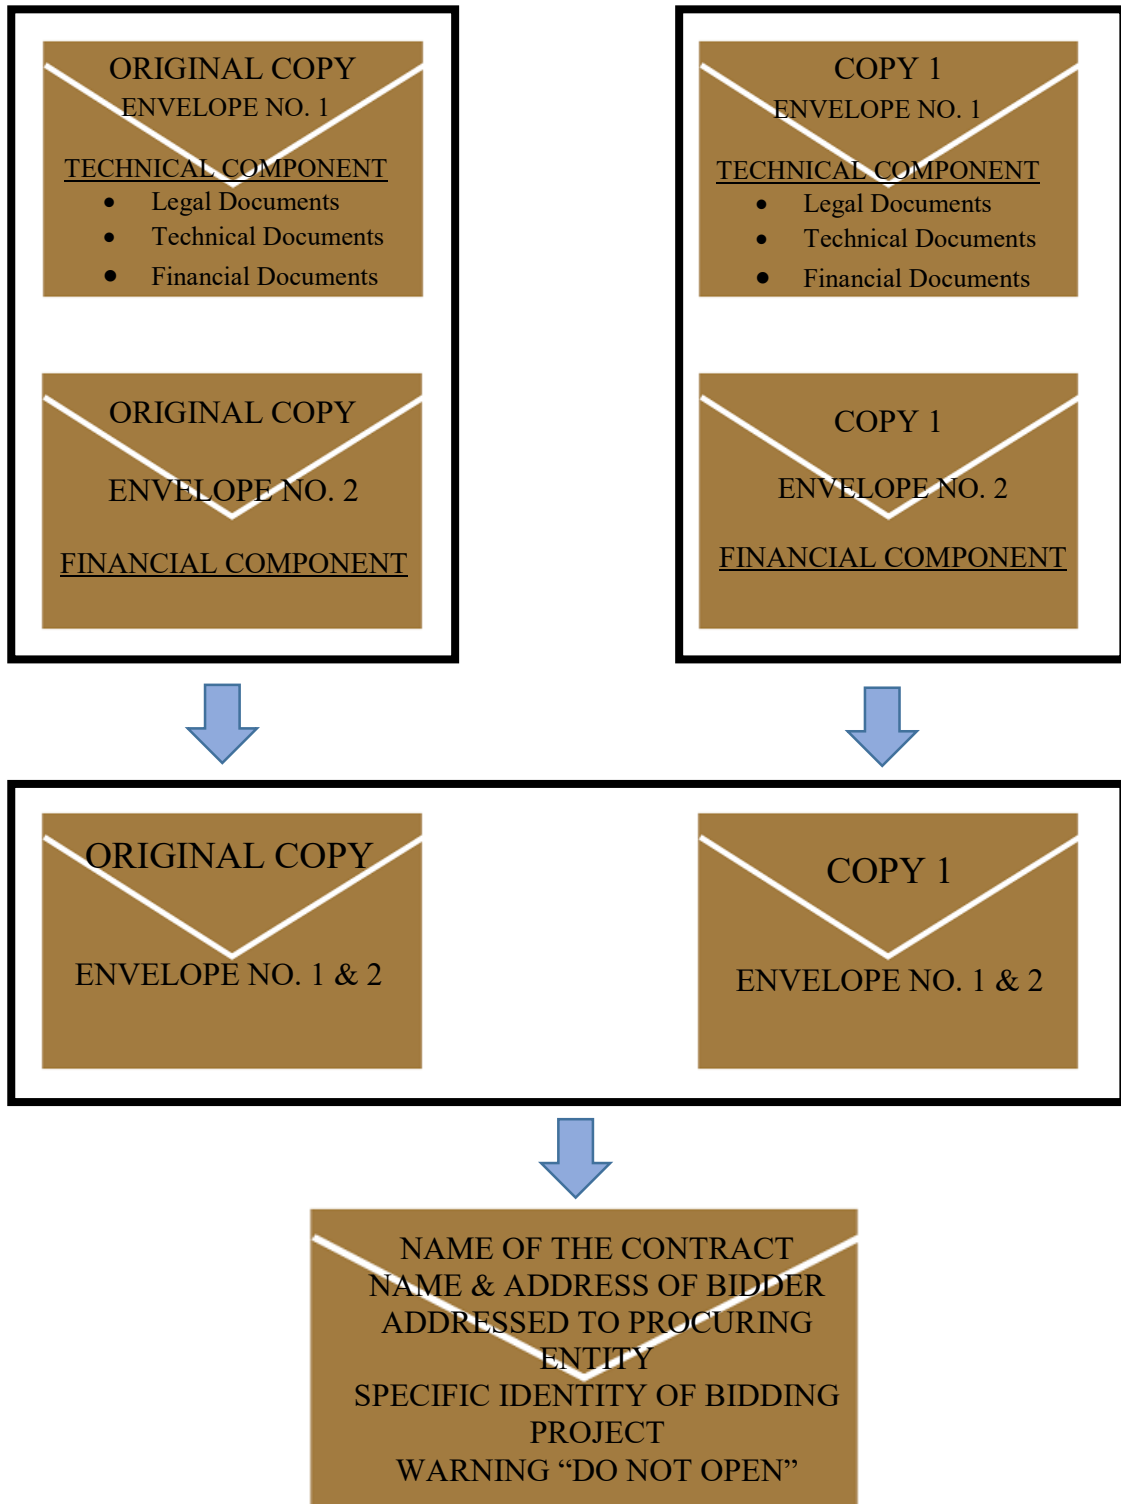 ORIGINAL COPY
ENVELOPE NO. 1
TECHNICAL COMPONENT
• Legal Documents
• Technical Documents
• Financial Documents
COPY 1
ENVELOPE NO. 1
TECHNICAL COMPONENT
• Legal Documents
• Technical Documents
• Financial Documents
ORIGINAL COPY
ENVELOPE NO. 2
FINANCIAL COMPONENT
COPY 1
ENVELOPE NO. 2
FINANCIAL COMPONENT
ORIGINAL COPY
ENVELOPE NO. 1 & 2
COPY 1
ENVELOPE NO. 1 & 2
NAME OF THE CONTRACT
NAME & ADDRESS OF BIDDER
ADDRESSED TO PROCURING
ENTITY
SPECIFIC IDENTITY OF BIDDING
PROJECT
WARNING “DO NOT OPEN”